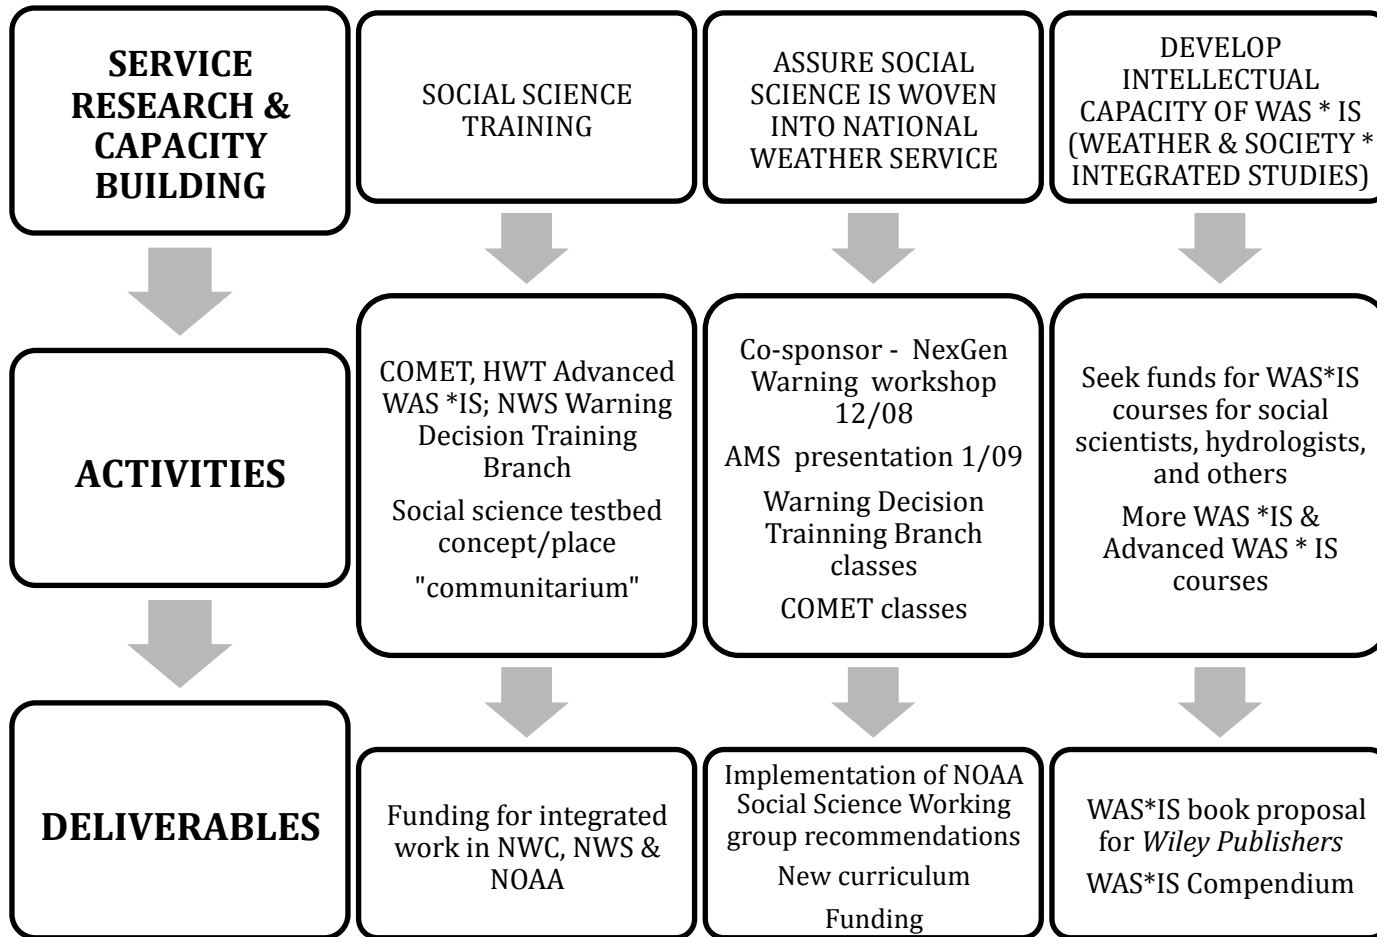 SERVICE
RESEARCH &
CAPACITY
BUILDING
SOCIAL SCIENCE
TRAINING
ASSURE SOCIAL
SCIENCE IS WOVEN
INTO NATIONAL
WEATHER SERVICE
DEVELOP
INTELLECTUAL
CAPACITY OF WAS * IS
(WEATHER & SOCIETY *
INTEGRATED STUDIES)
ACTIVITIES
COMET, HWT Advanced
WAS *IS; NWS Warning
Decision Training
Branch
Social science testbed
concept/place
"communitarium"
Co-sponsor - NexGen
Warning workshop
12/08
AMS presentation 1/09
Warning Decision
Trainning Branch
classes
COMET classes
Seek funds for WAS*IS
courses for social
scientists, hydrologists,
and others
More WAS *IS &
Advanced WAS * IS
courses
DELIVERABLES
Funding for integrated
work in NWC, NWS &
NOAA
Implementation of NOAA
Social Science Working
group recommendations
New curriculum
Funding
WAS*IS book proposal
for Wiley Publishers
WAS*IS Compendium